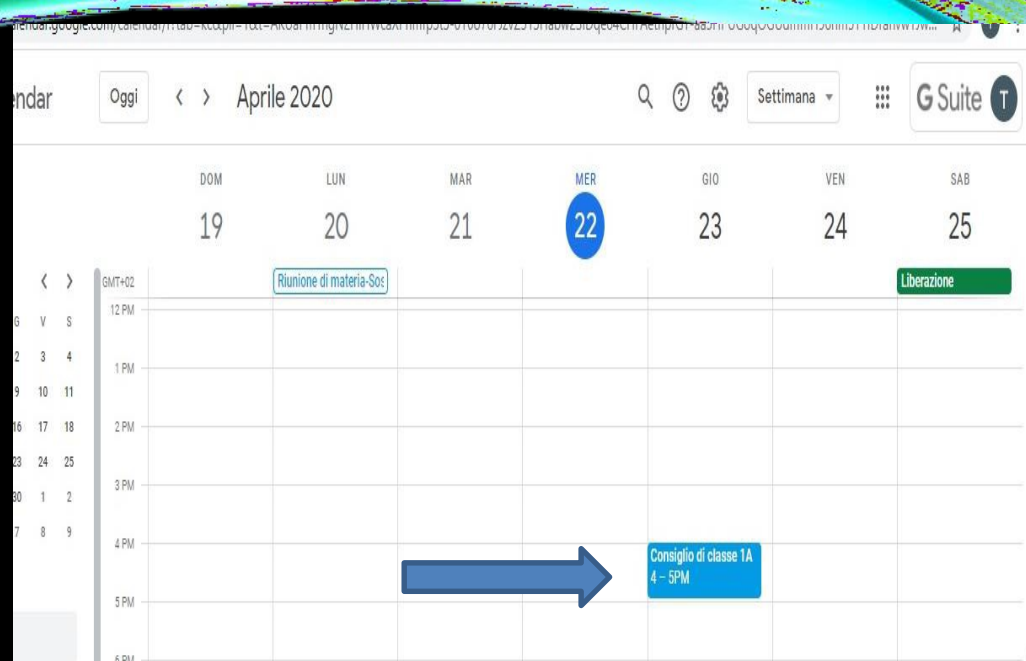 endar Oggi < > Aprile 2020 Settimana G Suite T
DOM LUN MAR MER GIO VEN SAB
19 20 21 22 23 24 25
< > GMT+02 Riunione di materia-Sos Liberazione
12 PM
G V S
2 3 4
1 PM
9 10 11
16 17 18 2 PM
23 24 25
3 PM
30 1 2
7 8 9
4 PM
Consiglio di classe 1A
4 – 5PM
5 PM
6 PM